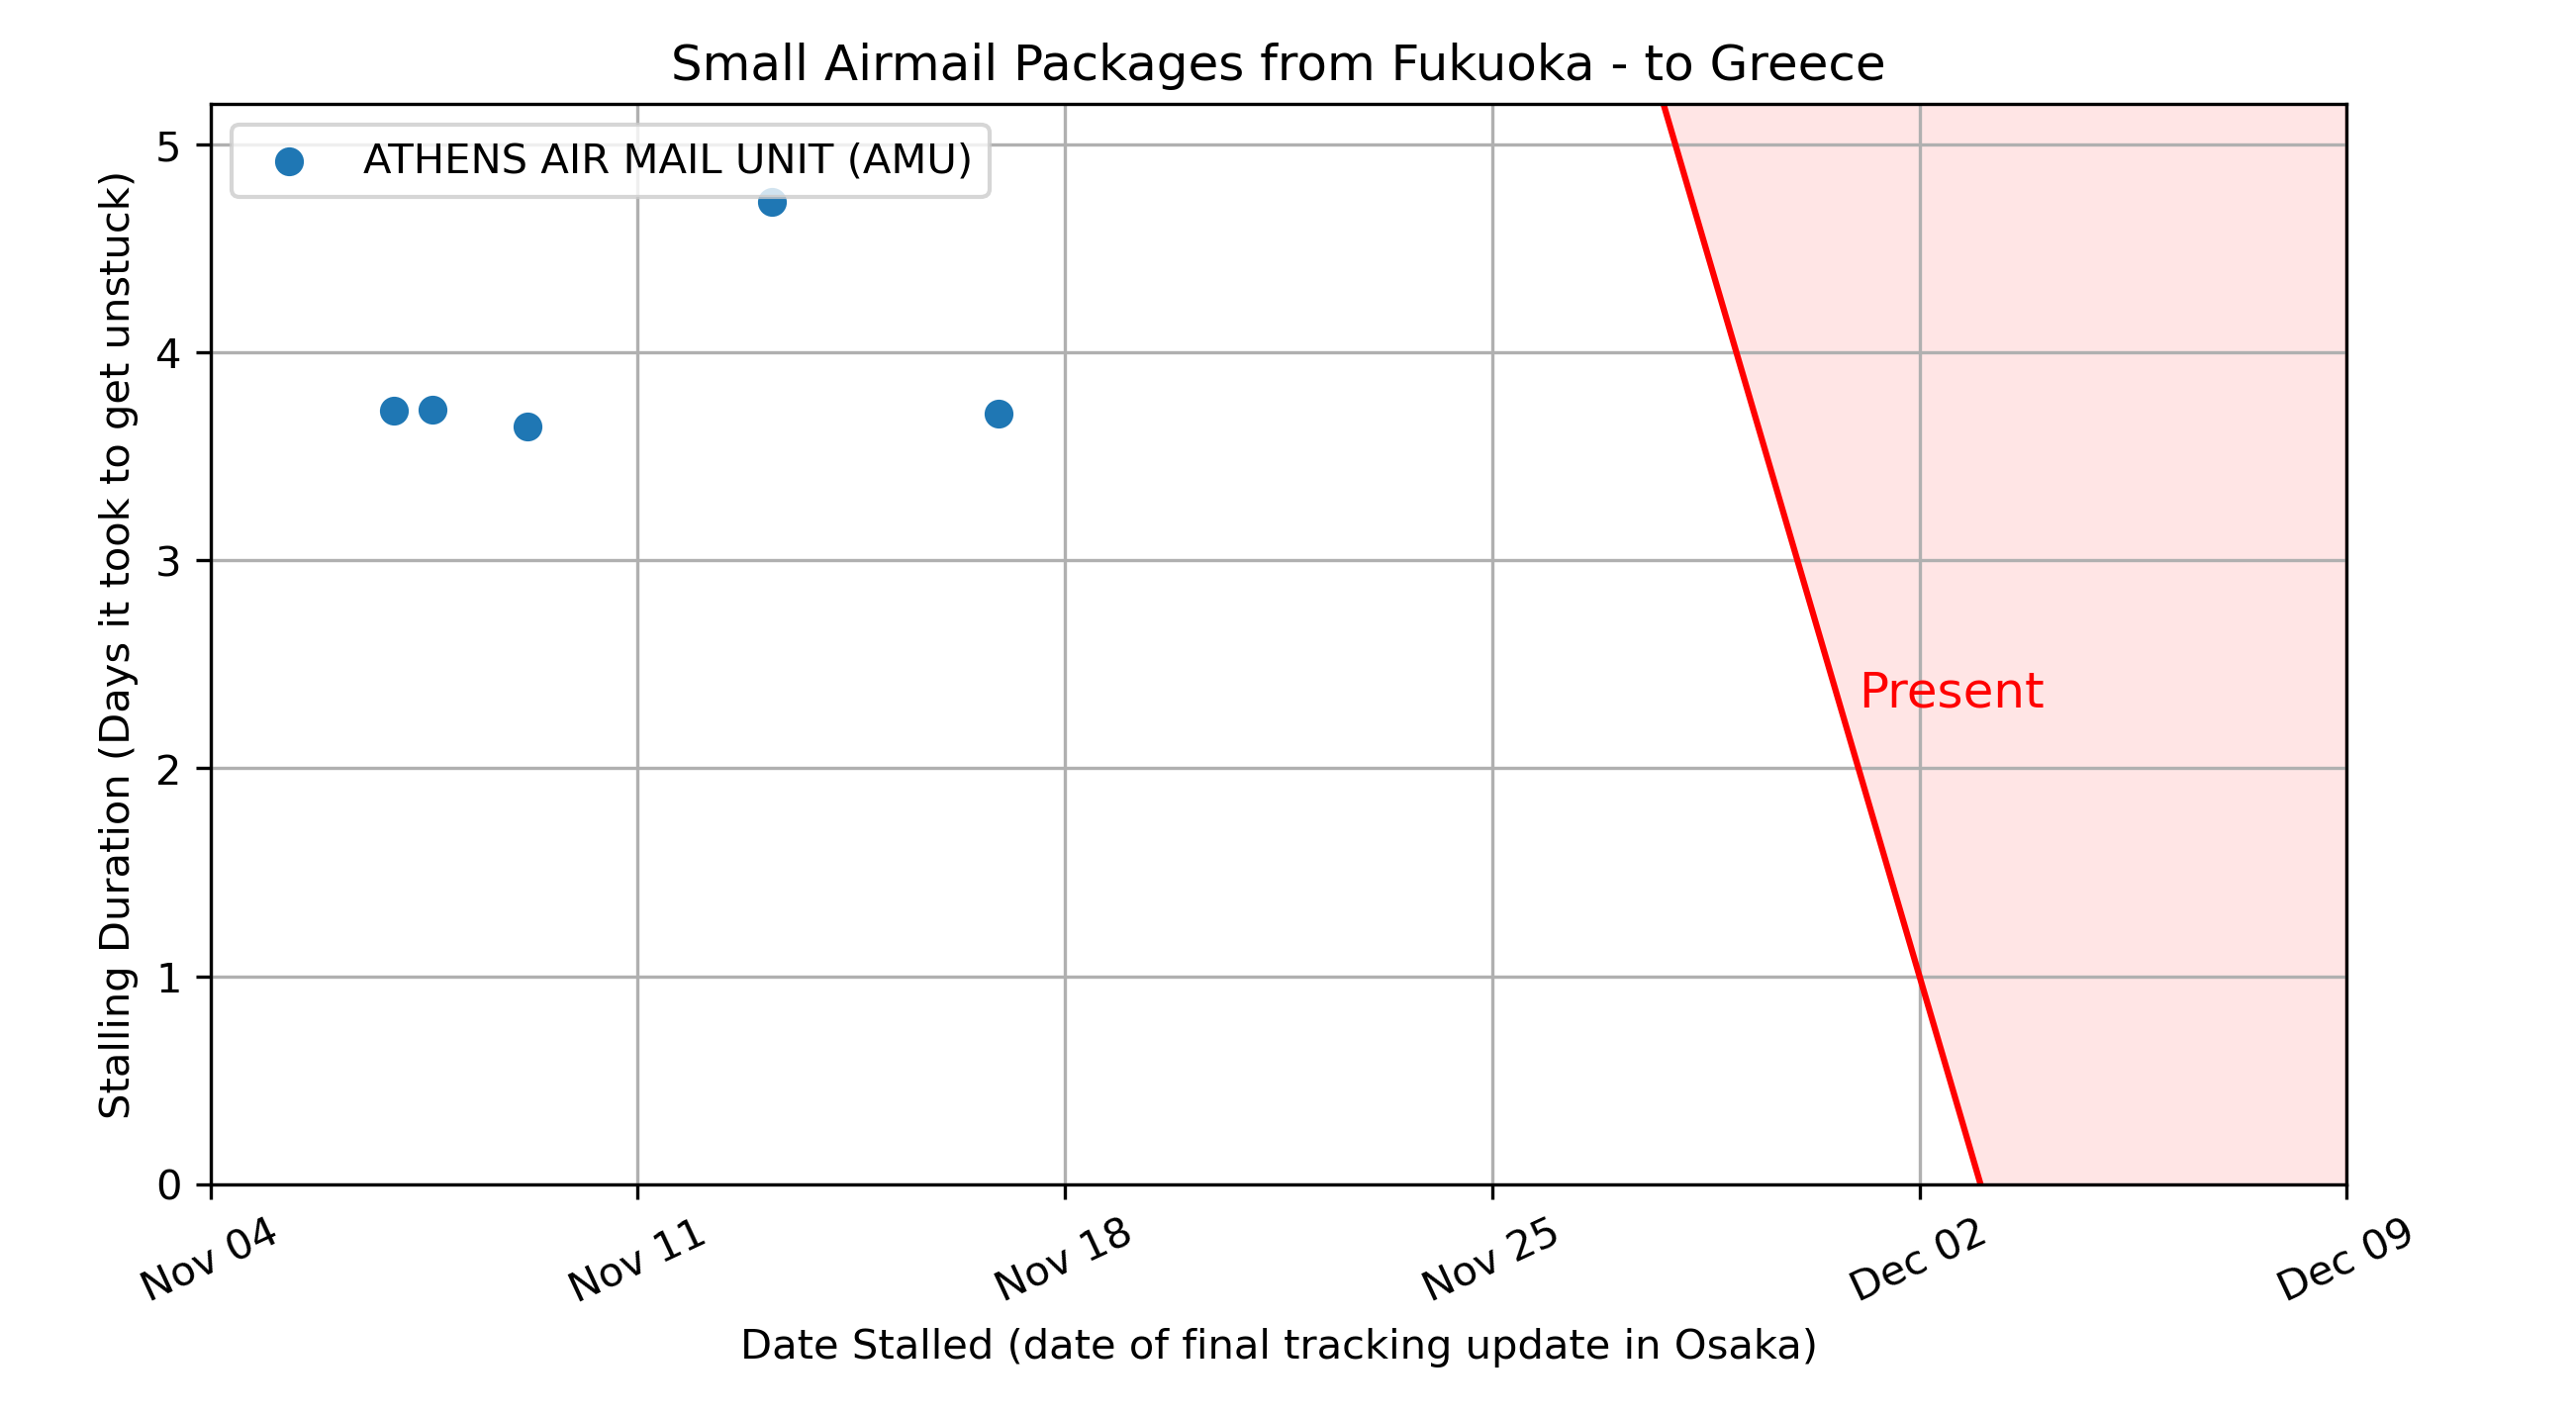 Small Airmail Packages from Fukuoka - to Greece
ATHENS AIR MAIL UNIT (AMU)
Stalling Duration (Days it took to get unstuck)
5
4
3
2
1
0
Present
Nov 04
Nov 11
Nov 18
Nov 25
Dec 02
Dec 09
Date Stalled (date of final tracking update in Osaka)